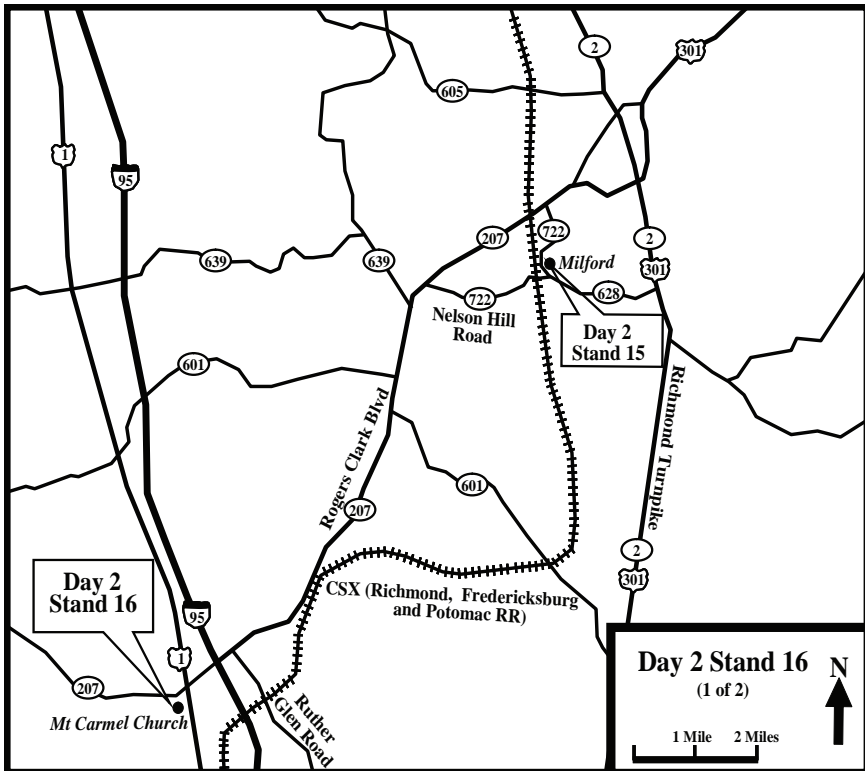 2
301
605
1
95
207
722
2
639
639
Milford
301
722
628
Nelson Hill
Road
Day 2
Stand 15
601
Richmond Turnpike
Rogers Clark Blvd
601
207
2
301
Day 2
Stand 16
CSX (Richmond, Fredericksburg
and Potomac RR)
95
1
207
Mt Carmel Church
Ruther
Glen Road
Day 2 Stand 16
(1 of 2)
N
1 Mile 2 Miles